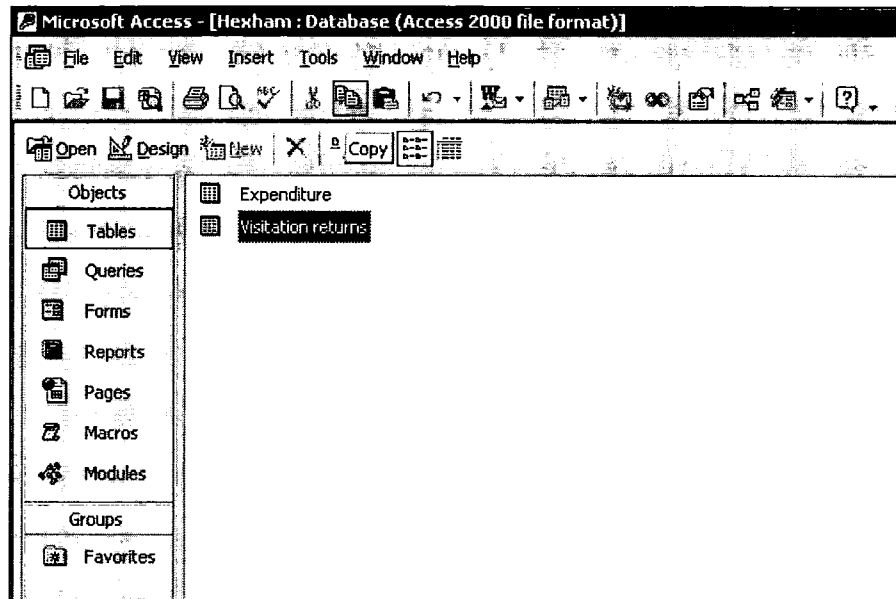 Microsoft Access - [Hexham : Database (Access 2000 file format)]
File Edit View Insert Tools Window Help
Open Design New Copy
Objects
Expenditure
Tables
Visitation returns
Queries
Forms
Reports
Pages
Macros
Modules
Groups
Favorites